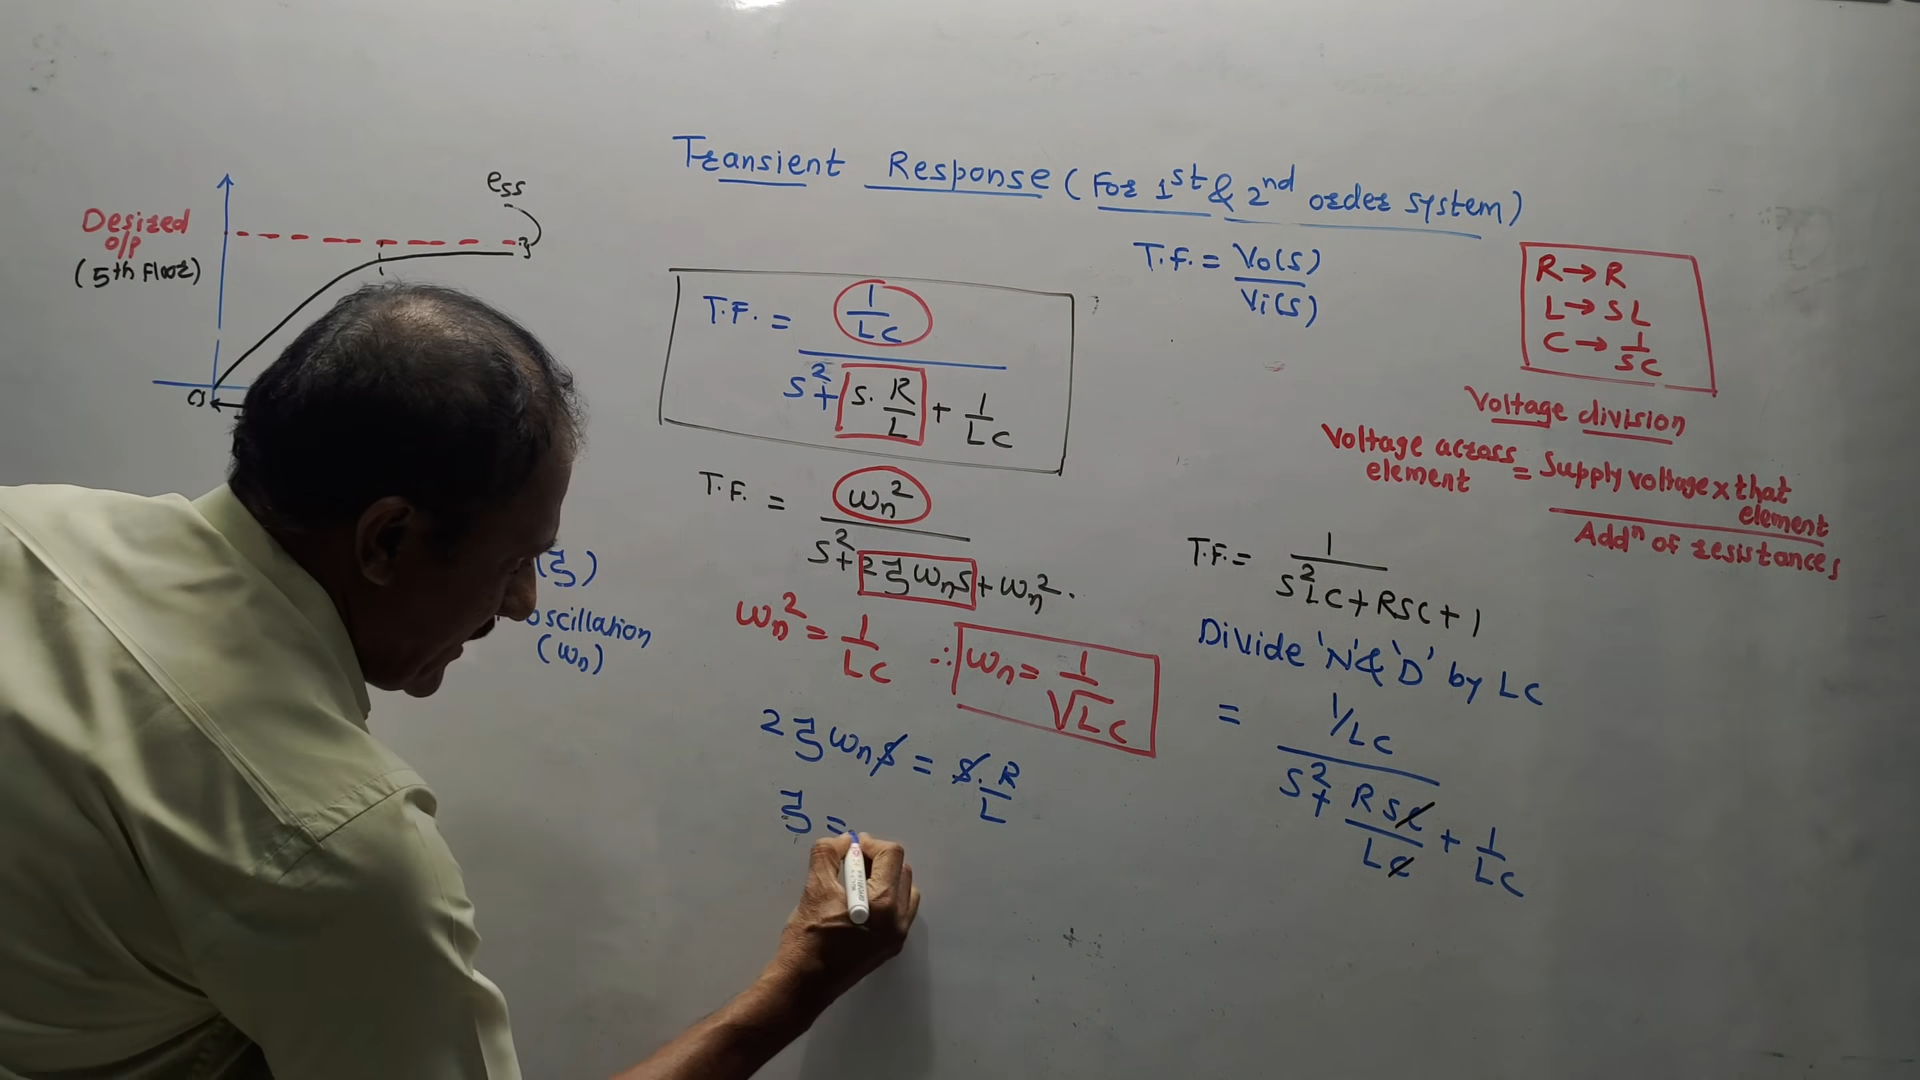 Transient Response (For 1st & 2nd order system)
ess
Desired
o/p
(5th Floor)
0
(ξ)
oscillation
(ωn)
T.F. = Vo(s) / Vi(s)
R → R
L → SL
C → 1/SC
Voltage division
Voltage across element = Supply voltage x that element / Addn of resistances
T.F. = 1/LC / S² + S. R/L + 1/LC
T.F. = ωn² / S² + 2ξωnS + ωn².
ωn² = 1/LC ∴ ωn = 1/√LC
2ξωnS = S. R/L
ξ =
T.F. = 1 / S²LC + RSC + 1
Divide 'N' & 'D' by LC
= 1/LC / S² + RSC/LC + 1/LC